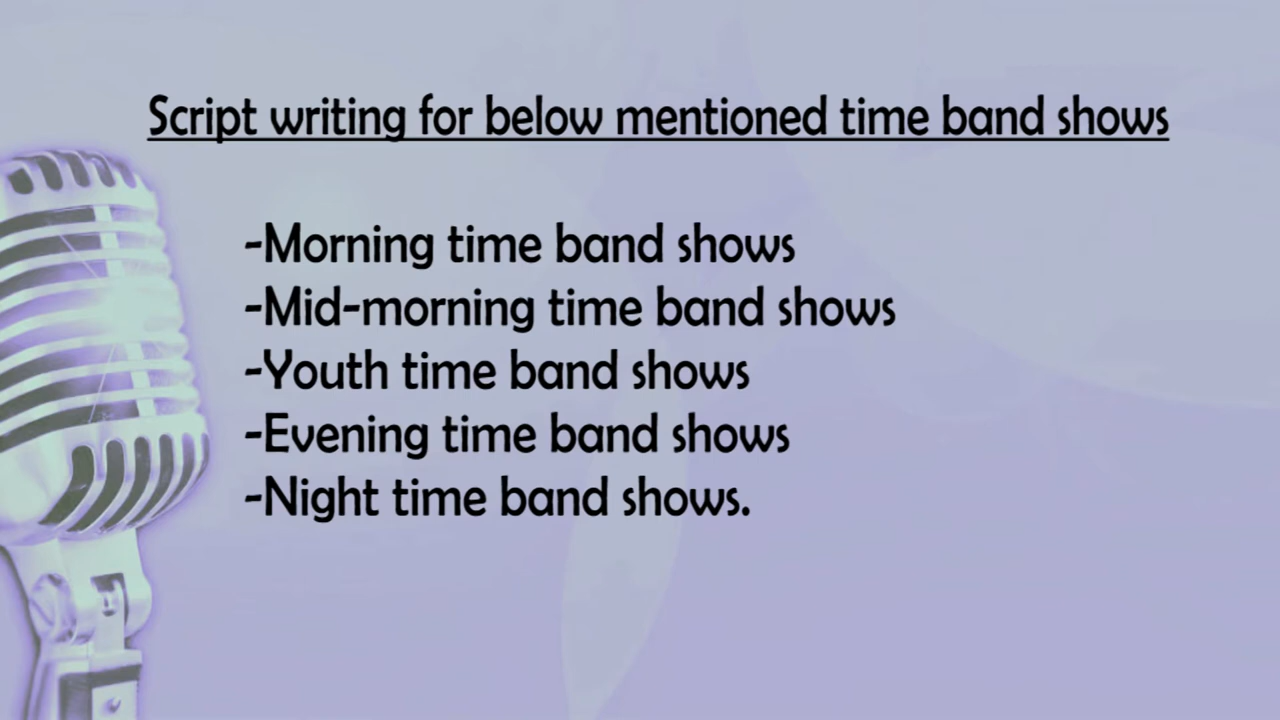 Script writing for below mentioned time band shows
-Morning time band shows
-Mid-morning time band shows
-Youth time band shows
-Evening time band shows
-Night time band shows.